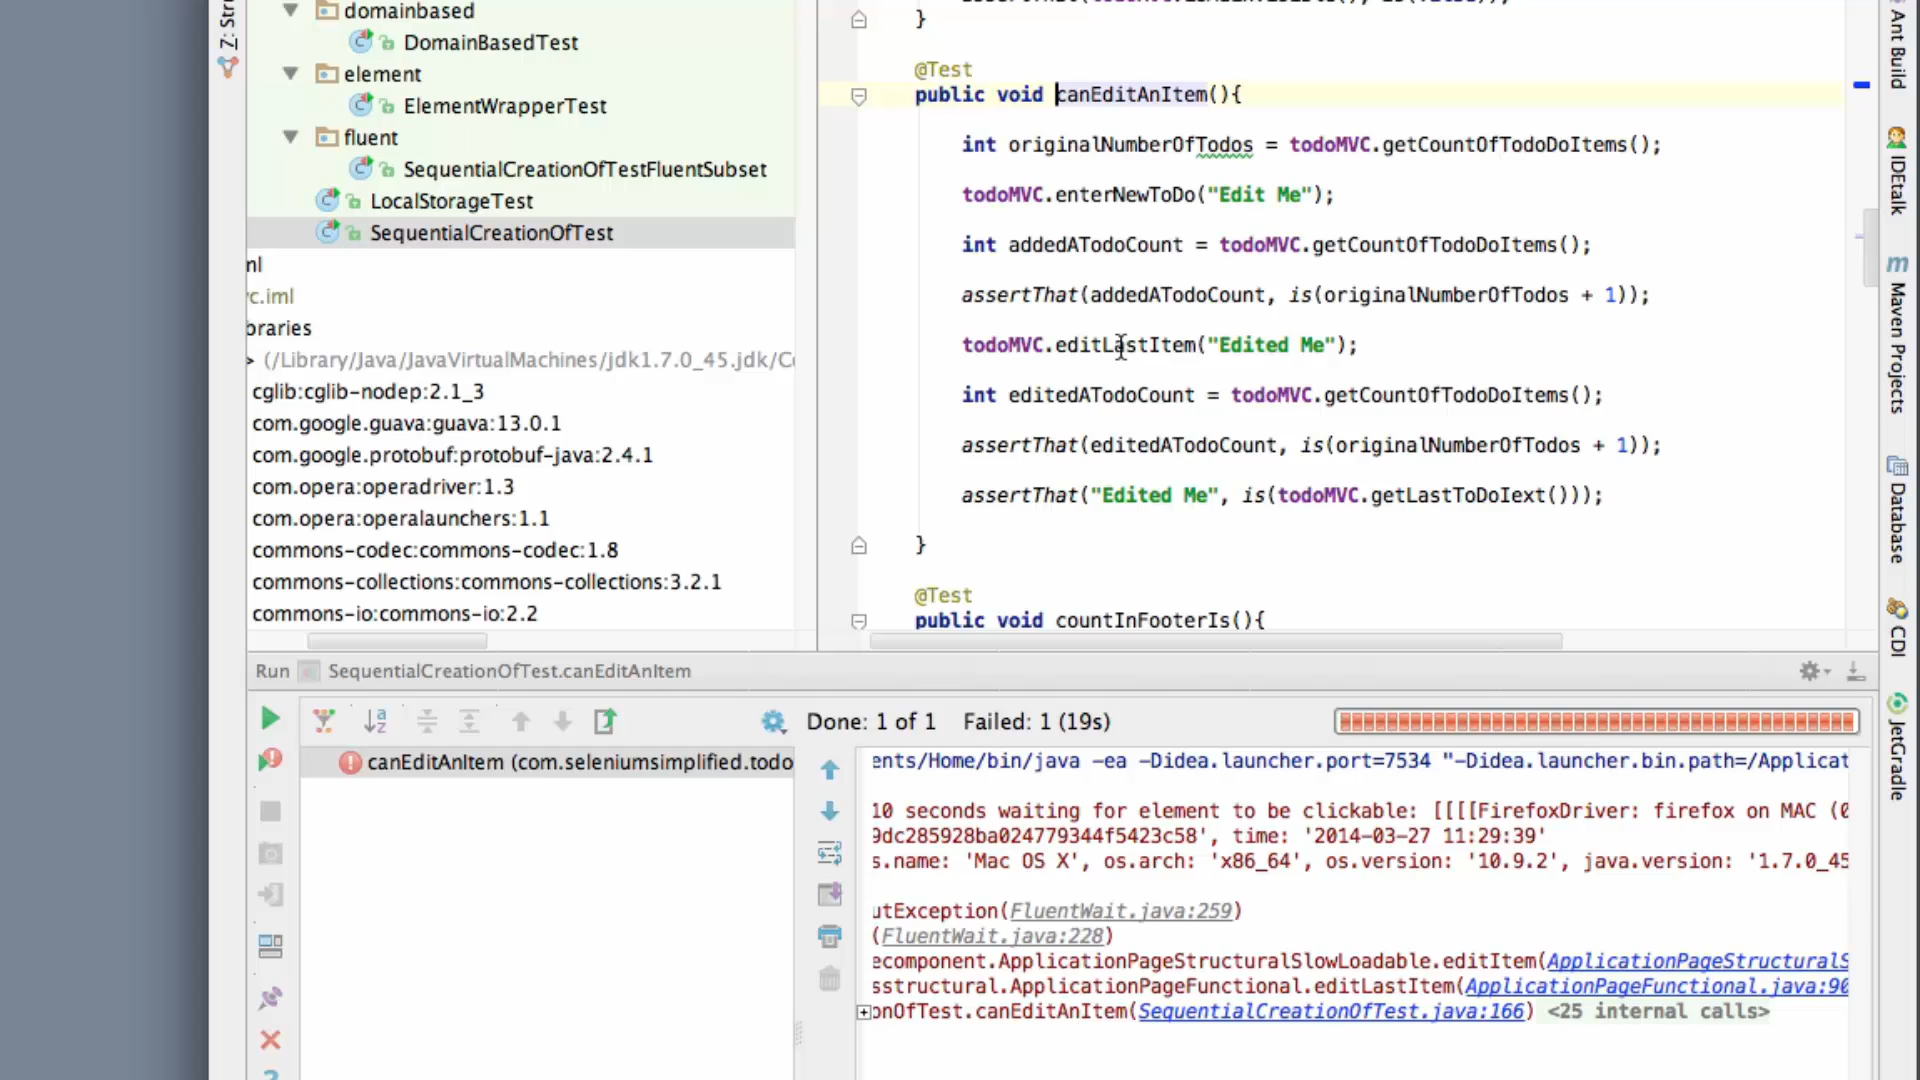 Z: Struc
domainbased
DomainBasedTest
element
ElementWrapperTest
fluent
SequentialCreationOfTestFluentSubset
LocalStorageTest
SequentialCreationOfTest
ml
vc.iml
braries
> (/Library/Java/JavaVirtualMachines/jdk1.7.0_45.jdk/Co
cglib:cglib-nodep:2.1_3
com.google.guava:guava:13.0.1
com.google.protobuf:protobuf-java:2.4.1
com.opera:operadriver:1.3
com.opera:operalaunchers:1.1
commons-codec:commons-codec:1.8
commons-collections:commons-collections:3.2.1
commons-io:commons-io:2.2
}
@Test
public void canEditAnItem(){
int originalNumberOfTodos = todoMVC.getCountOfTodoDoItems();
todoMVC.enterNewToDo("Edit Me");
int addedATodoCount = todoMVC.getCountOfTodoDoItems();
assertThat(addedATodoCount, is(originalNumberOfTodos + 1));
todoMVC.editLastItem("Edited Me");
int editedATodoCount = todoMVC.getCountOfTodoDoItems();
assertThat(editedATodoCount, is(originalNumberOfTodos + 1));
assertThat("Edited Me", is(todoMVC.getLastToDoIext()));
}
@Test
public void countInFooterIs(){
Ant Build
IDEtalk
Maven Projects
Database
CDI
JetGradle
Run SequentialCreationOfTest.canEditAnItem
Done: 1 of 1 Failed: 1 (19s)
canEditAnItem (com.seleniumsimplified.todo
ents/Home/bin/java -ea -Didea.launcher.port=7534 "-Didea.launcher.bin.path=/Applicat
10 seconds waiting for element to be clickable: [[[[FirefoxDriver: firefox on MAC (0
9dc285928ba024779344f5423c58', time: '2014-03-27 11:29:39'
s.name: 'Mac OS X', os.arch: 'x86_64', os.version: '10.9.2', java.version: '1.7.0_45
utException(FluentWait.java:259)
(FluentWait.java:228)
ecomponent.ApplicationPageStructuralSlowLoadable.editItem(ApplicationPageStructuralS
sstructural.ApplicationPageFunctional.editLastItem(ApplicationPageFunctional.java:90
onOfTest.canEditAnItem(SequentialCreationOfTest.java:166) <25 internal calls>